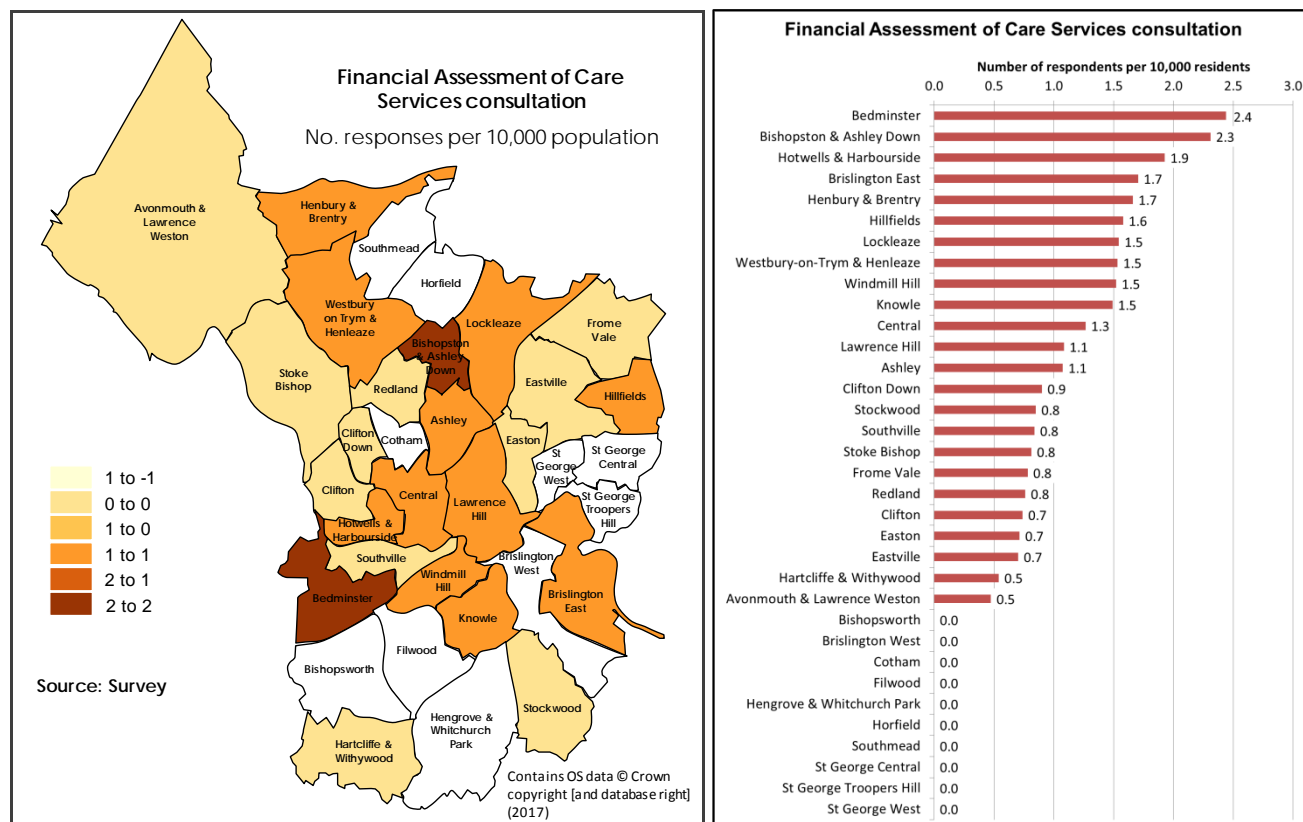 Financial Assessment of Care
Services consultation
No. responses per 10,000 population
Avonmouth &
Lawrence
Weston
Henbury &
Brentry
Southmead
Horfield
Westbury
on Trym &
Henleaze
Lockleaze
Frome
Vale
Bishopston
& Ashley
Down
Stoke
Bishop
Redland
Eastville
Hillfields
Ashley
Clifton
Down
Cotham
Easton
St
George
West
St George
Central
St George
Troopers
Hill
Clifton
Central
Lawrence
Hill
Hotwells &
Harbourside
Southville
Brislington
West
Windmill
Hill
Bedminster
Brislington
East
Knowle
Filwood
Bishopsworth
Stockwood
Hengrove &
Whitchurch
Park
Hartcliffe &
Withywood
1 to -1
0 to 0
1 to 0
1 to 1
2 to 1
2 to 2
Source: Survey
Contains OS data © Crown
copyright [and database right]
(2017)
Financial Assessment of Care Services consultation
Number of respondents per 10,000 residents
0.0 0.5 1.0 1.5 2.0 2.5 3.0
Bedminster 2.4
Bishopston & Ashley Down 2.3
Hotwells & Harbourside 1.9
Brislington East 1.7
Henbury & Brentry 1.7
Hillfields 1.6
Lockleaze 1.5
Westbury-on-Trym & Henleaze 1.5
Windmill Hill 1.5
Knowle 1.5
Central 1.3
Lawrence Hill 1.1
Ashley 1.1
Clifton Down 0.9
Stockwood 0.8
Southville 0.8
Stoke Bishop 0.8
Frome Vale 0.8
Redland 0.8
Clifton 0.7
Easton 0.7
Eastville 0.7
Hartcliffe & Withywood 0.5
Avonmouth & Lawrence Weston 0.5
Bishopsworth 0.0
Brislington West 0.0
Cotham 0.0
Filwood 0.0
Hengrove & Whitchurch Park 0.0
Horfield 0.0
Southmead 0.0
St George Central 0.0
St George Troopers Hill 0.0
St George West 0.0